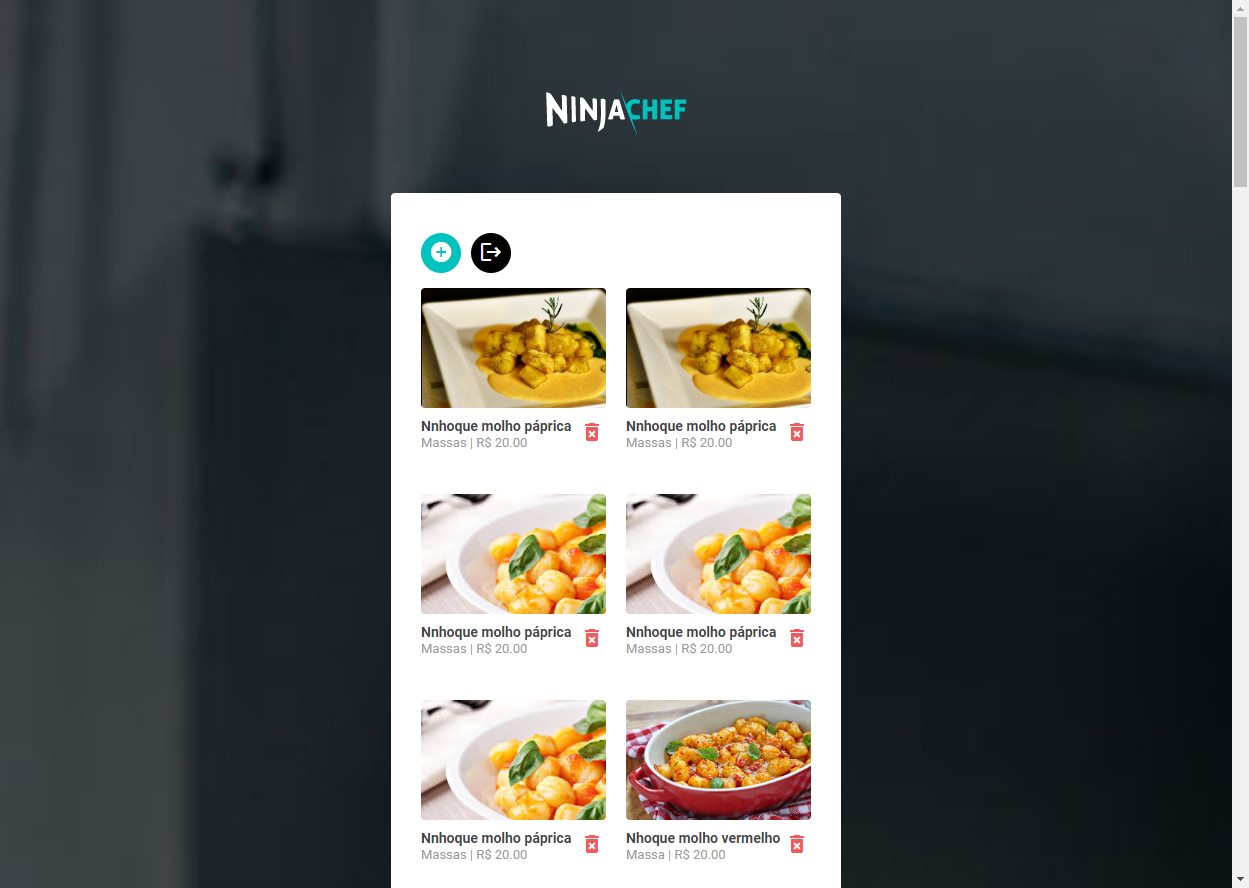 NINJACHEF
Nnhoque molho páprica
Massas | R$ 20.00
Nnhoque molho páprica
Massas | R$ 20.00
Nnhoque molho páprica
Massas | R$ 20.00
Nnhoque molho páprica
Massas | R$ 20.00
Nnhoque molho páprica
Massas | R$ 20.00
Nhoque molho vermelho
Massa | R$ 20.00